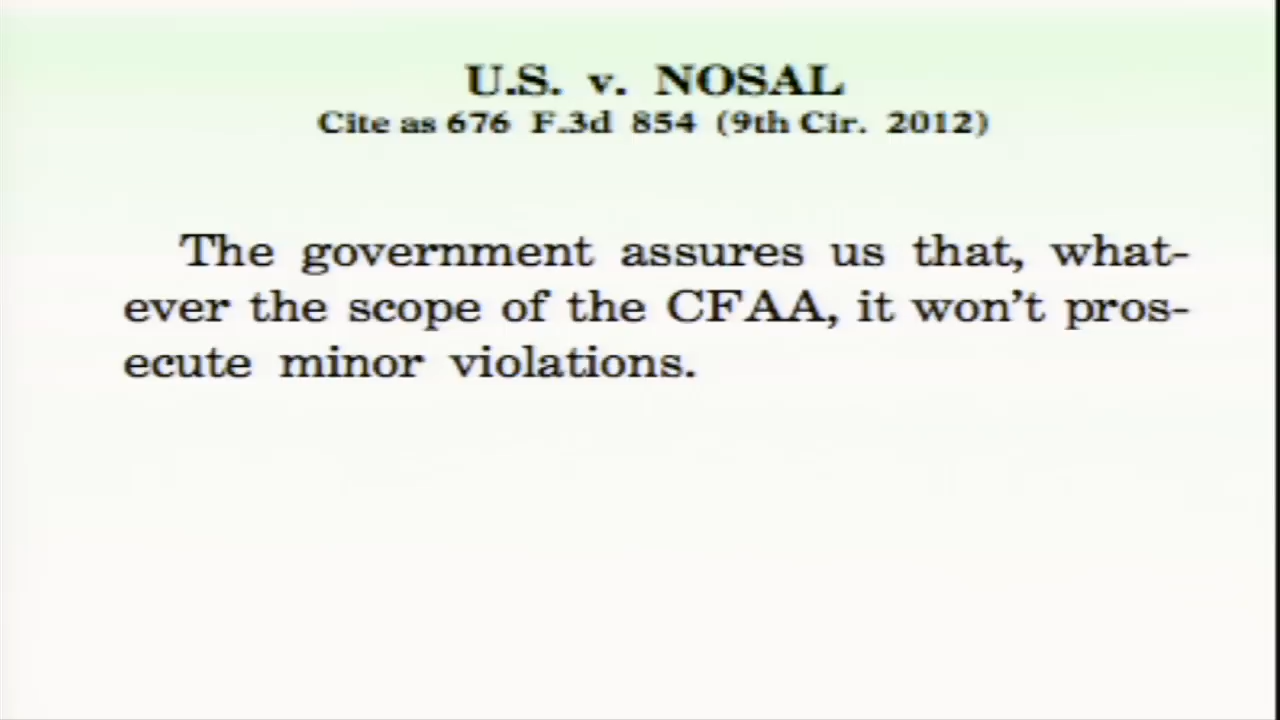 U.S. v. NOSAL
Cite as 676 F.3d 854 (9th Cir. 2012)
The government assures us that, what-
ever the scope of the CFAA, it won't pros-
ecute minor violations.